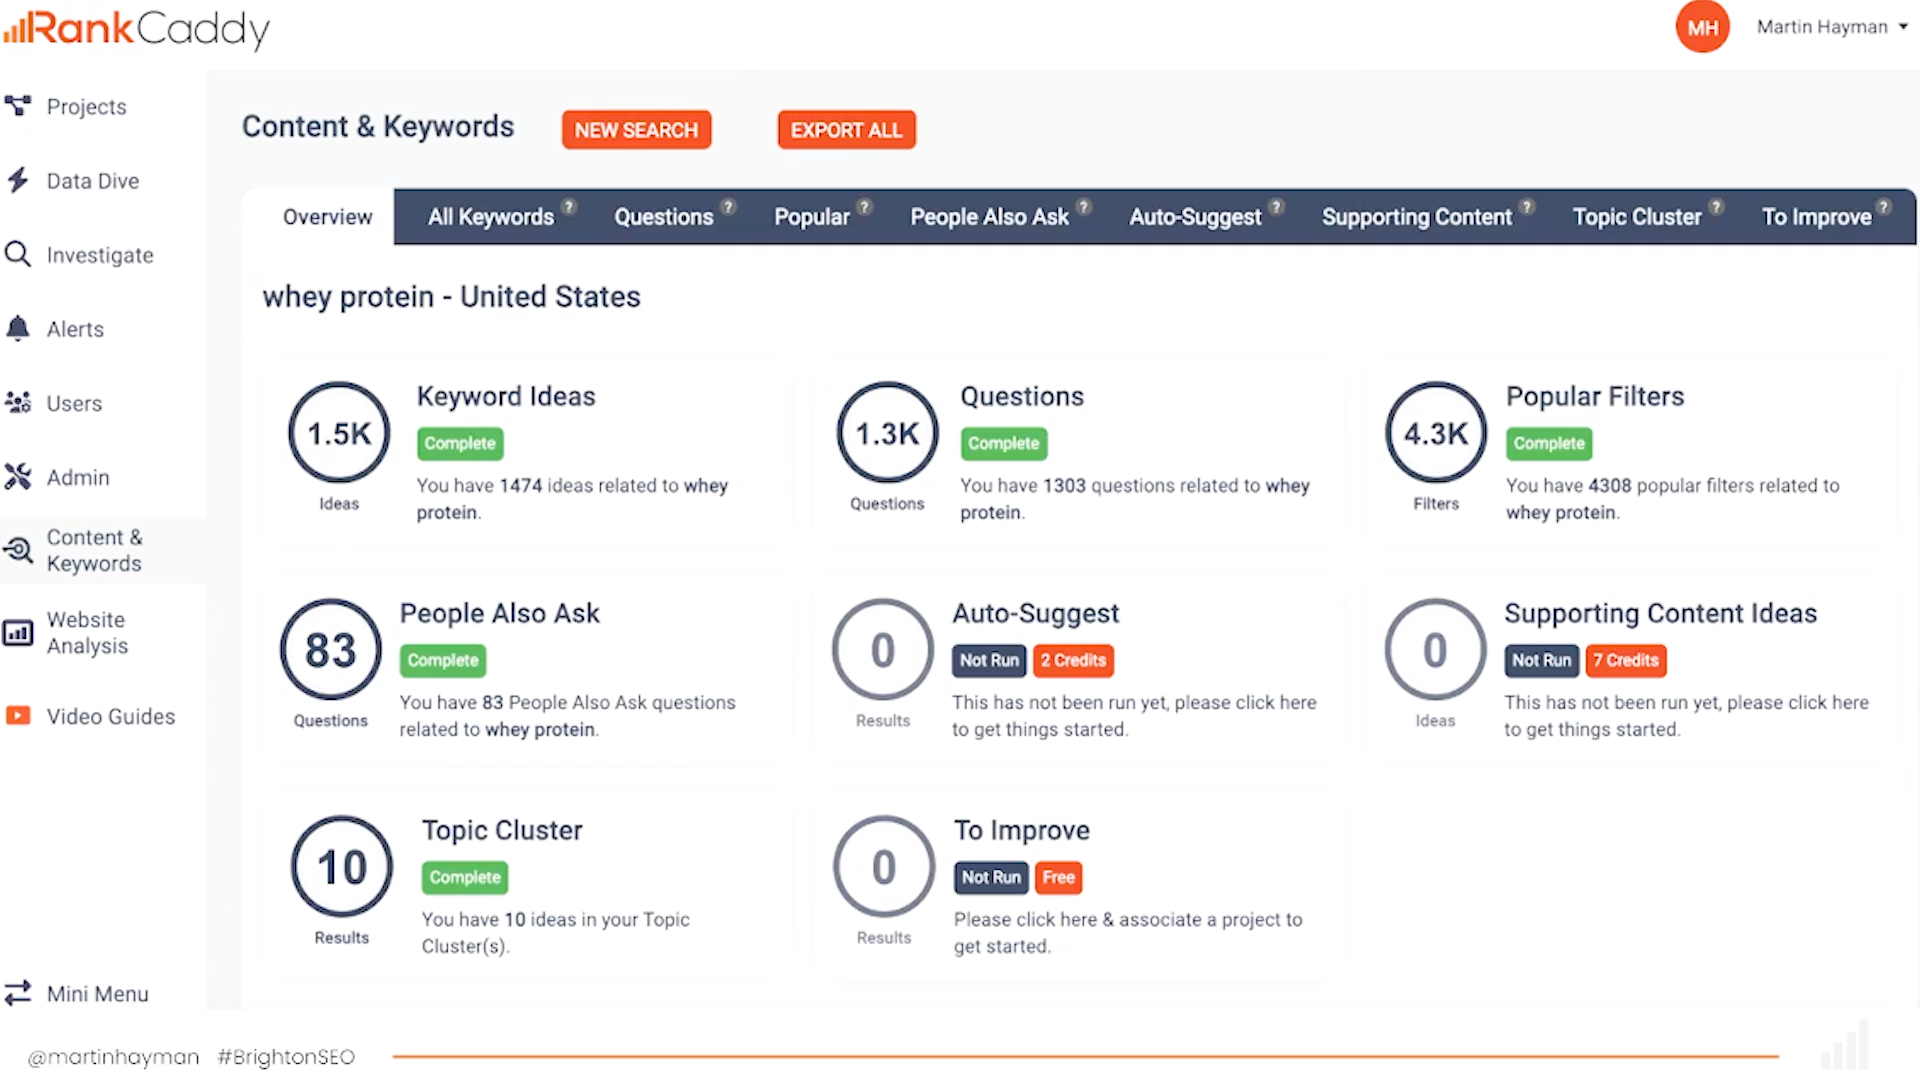 RankCaddy
MH
Martin Hayman
Projects
Data Dive
Investigate
Alerts
Users
Admin
Content &
Keywords
Website
Analysis
Video Guides
Mini Menu
Content & Keywords
NEW SEARCH
EXPORT ALL
Overview
All Keywords ?
Questions ?
Popular ?
People Also Ask ?
Auto-Suggest ?
Supporting Content ?
Topic Cluster ?
To Improve ?
whey protein - United States
1.5K
Ideas
Keyword Ideas
Complete
You have 1474 ideas related to whey
protein.
1.3K
Questions
Questions
Complete
You have 1303 questions related to whey
protein.
4.3K
Filters
Popular Filters
Complete
You have 4308 popular filters related to
whey protein.
83
Questions
People Also Ask
Complete
You have 83 People Also Ask questions
related to whey protein.
0
Results
Auto-Suggest
Not Run 2 Credits
This has not been run yet, please click here
to get things started.
0
Ideas
Supporting Content Ideas
Not Run 7 Credits
This has not been run yet, please click here
to get things started.
10
Results
Topic Cluster
Complete
You have 10 ideas in your Topic
Cluster(s).
0
Results
To Improve
Not Run Free
Please click here & associate a project to
get started.
@martinhayman #BrightonSEO